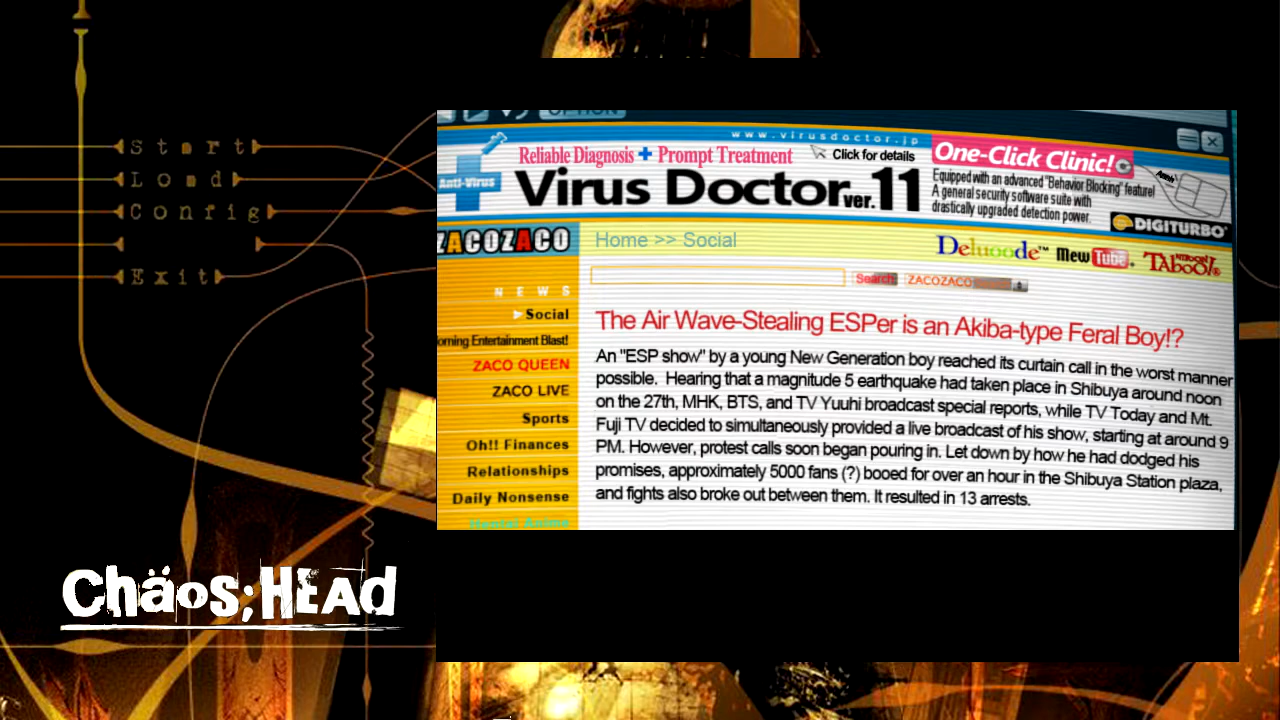 Start
Load
Config
Exit
Chäos;HEAd
OPTION
www.virusdoctor.jp
Anti-Virus
Reliable Diagnosis + Prompt Treatment
Click for details
Virus Doctor ver.11
One-Click Clinic!
Equipped with an advanced "Behavior Blocking" feature!
A general security software suite with
drastically upgraded detection power.
DIGITURBO
ZACOZACO
Home >> Social
Deluoode™
Mew Tube
TABOO!
Search
ZACOZACO
NEWS
Social
oming Entertainment Blast!
ZACO QUEEN
ZACO LIVE
Sports
Oh!! Finances
Relationships
Daily Nonsense
Hentai Anime
The Air Wave-Stealing ESPer is an Akiba-type Feral Boy!?
An "ESP show" by a young New Generation boy reached its curtain call in the worst manner
possible. Hearing that a magnitude 5 earthquake had taken place in Shibuya around noon
on the 27th, MHK, BTS, and TV Yuuhi broadcast special reports, while TV Today and Mt.
Fuji TV decided to simultaneously provided a live broadcast of his show, starting at around 9
PM. However, protest calls soon began pouring in. Let down by how he had dodged his
promises, approximately 5000 fans (?) booed for over an hour in the Shibuya Station plaza,
and fights also broke out between them. It resulted in 13 arrests.